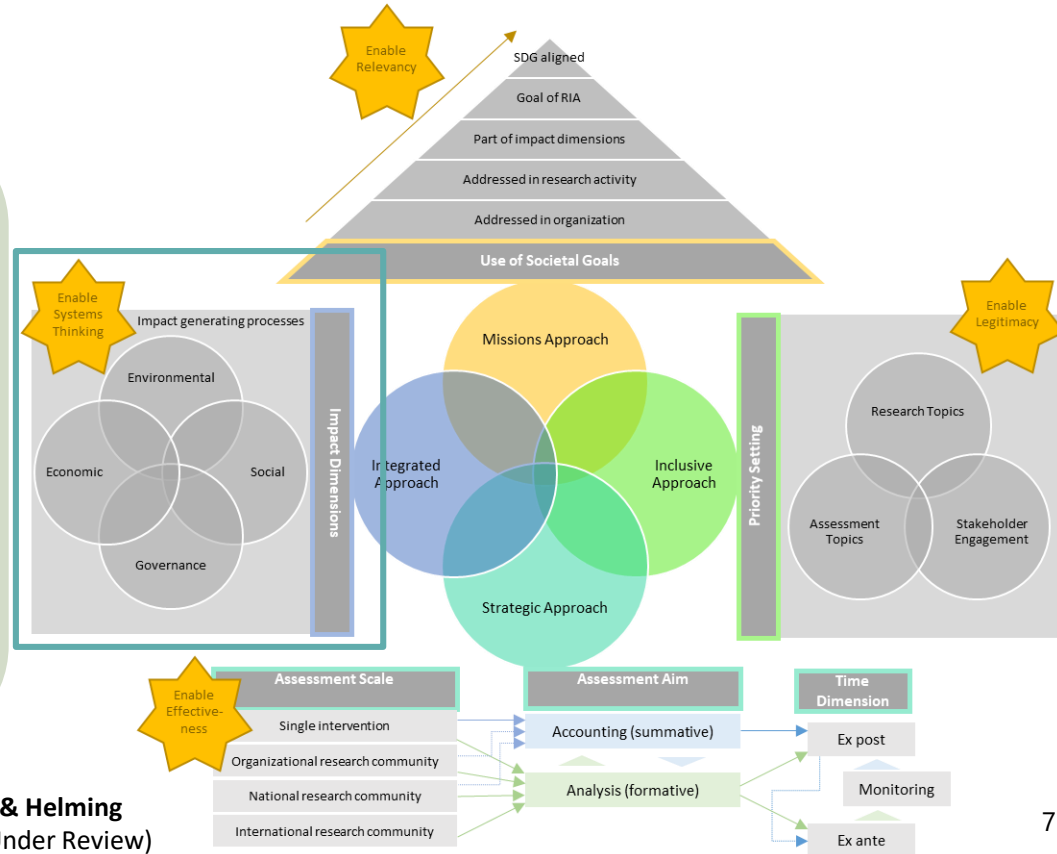 Enable
Relevancy
SDG aligned
Goal of RIA
Part of impact dimensions
Addressed in research activity
Addressed in organization
Use of Societal Goals
Enable
Systems
Thinking
Impact generating processes
Environmental
Economic
Social
Governance
Impact Dimensions
Missions Approach
Integrated
Approach
Inclusive
Approach
Strategic Approach
Priority Setting
Enable
Legitimacy
Research Topics
Assessment
Topics
Stakeholder
Engagement
Enable
Effective-
ness
Assessment Scale
Single intervention
Organizational research community
National research community
International research community
Assessment Aim
Accounting (summative)
Analysis (formative)
Time
Dimension
Ex post
Monitoring
Ex ante
& Helming
Under Review)
7